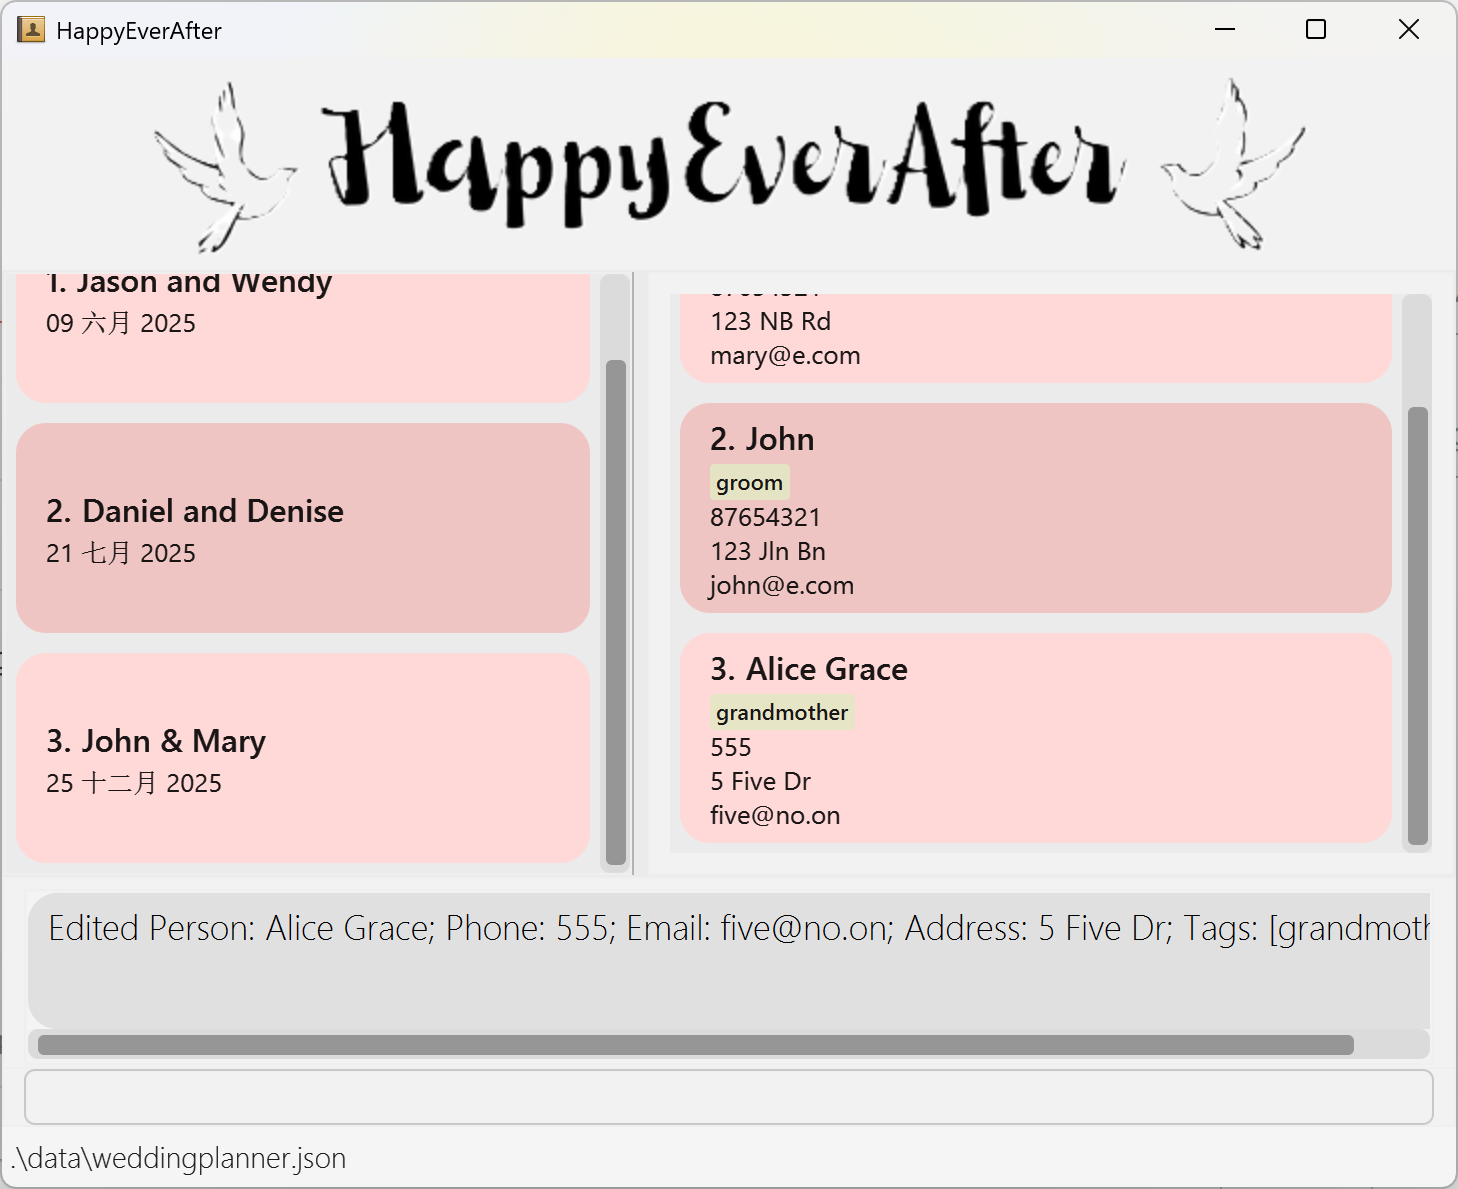 HappyEverAfter
HappyEverAfter
1. Jason and Wendy
09 六月 2025
2. Daniel and Denise
21 七月 2025
3. John & Mary
25 十二月 2025
87654321
123 NB Rd
mary@e.com
2. John
groom
87654321
123 Jln Bn
john@e.com
3. Alice Grace
grandmother
555
5 Five Dr
five@no.on
Edited Person: Alice Grace; Phone: 555; Email: five@no.on; Address: 5 Five Dr; Tags: [grandmoth
.\data\weddingplanner.json